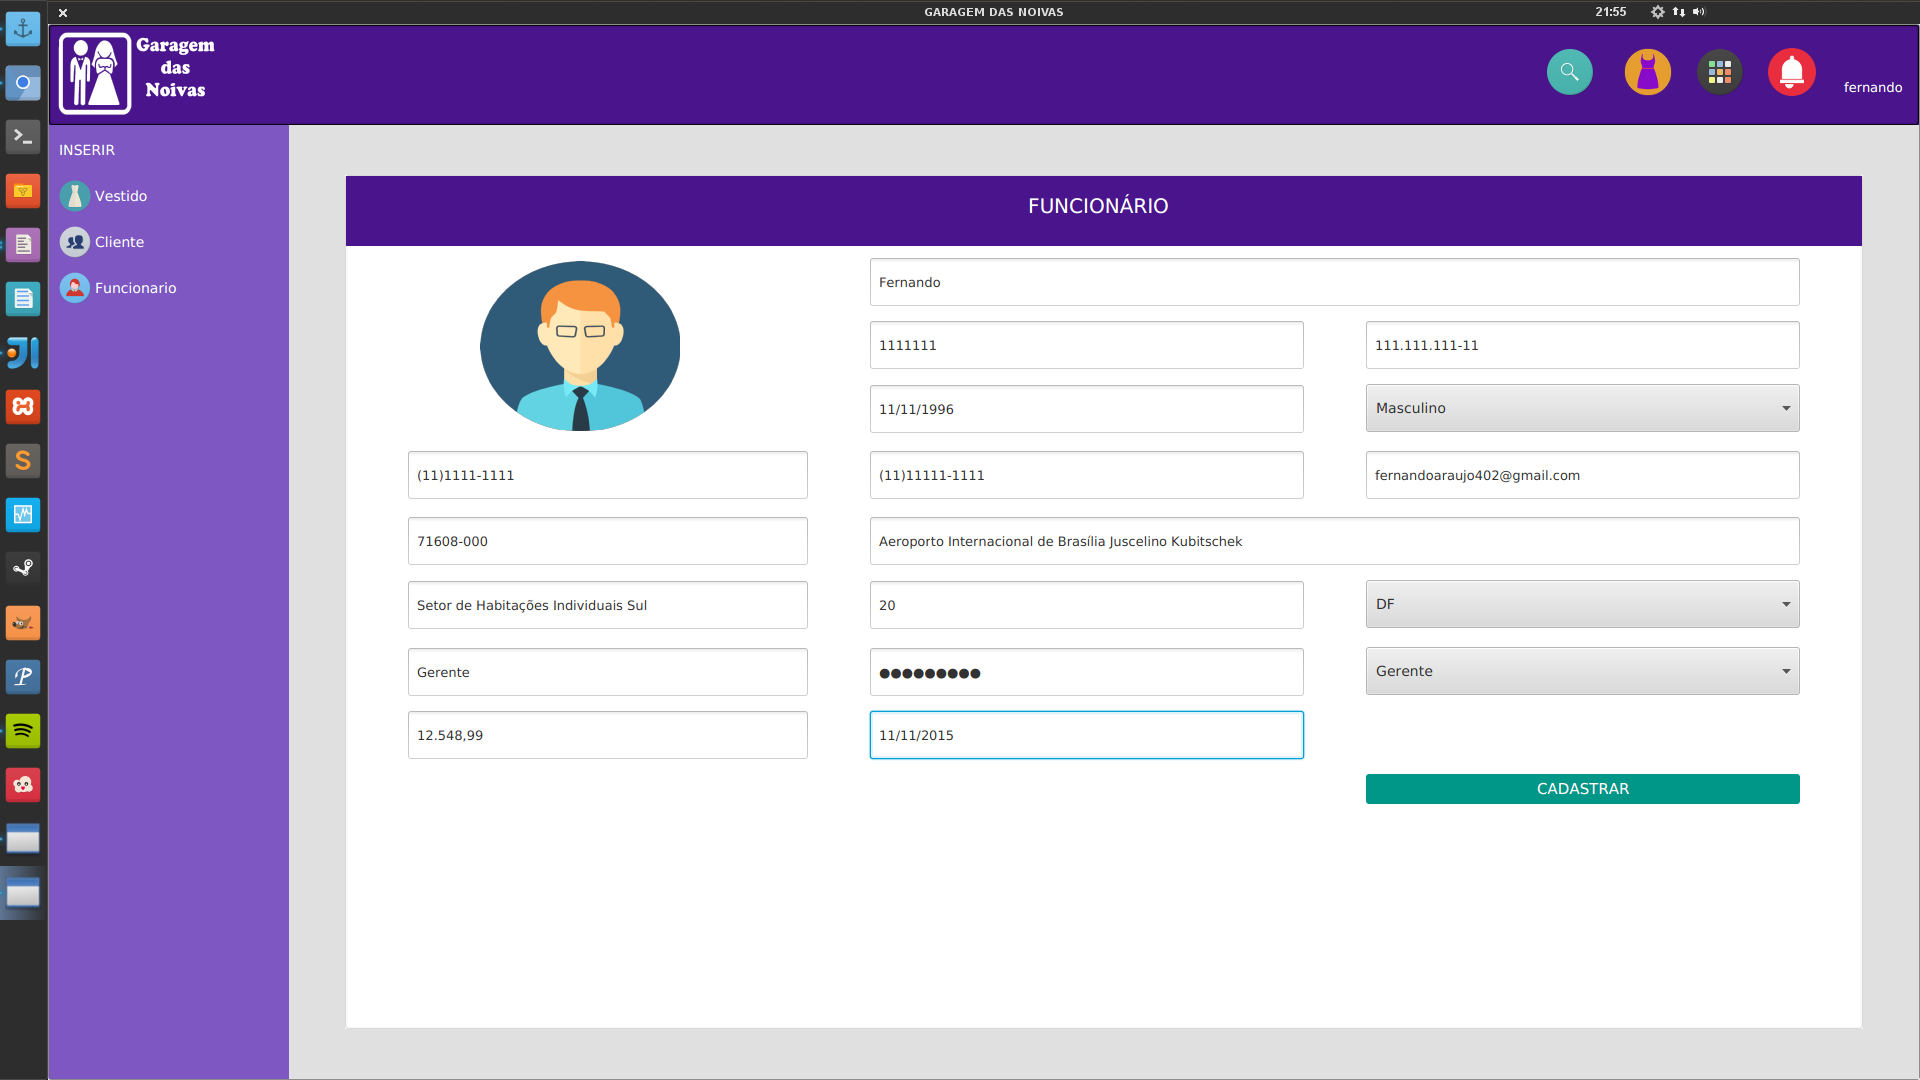 GARAGEM DAS NOIVAS
21:55
Garagem
das
Noivas
fernando
INSERIR
Vestido
Cliente
Funcionario
FUNCIONÁRIO
Fernando
1111111
111.111.111-11
11/11/1996
Masculino
(11)1111-1111
(11)11111-1111
fernandoaraujo402@gmail.com
71608-000
Aeroporto Internacional de Brasília Juscelino Kubitschek
Setor de Habitações Individuais Sul
20
DF
Gerente
●●●●●●●●●
Gerente
12.548,99
11/11/2015
CADASTRAR